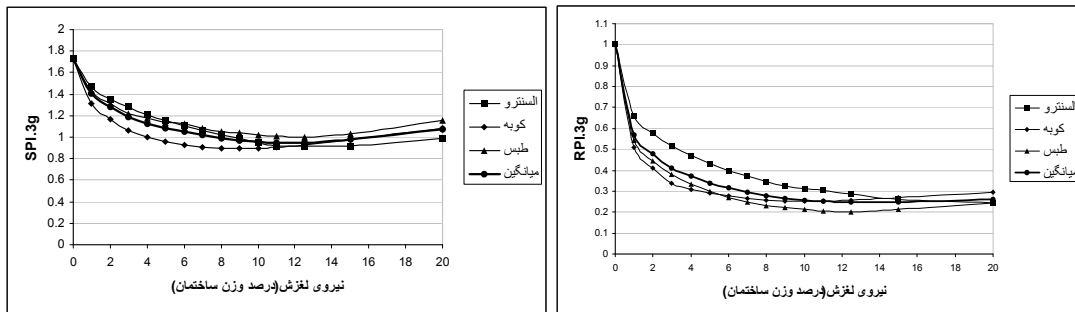 2
1.8
1.6
1.4
1.2
1
0.8
0.6
0.4
0.2
0
SPI.3g
0 2 4 6 8 10 12 14 16 18 20
نیروی لغزش(درصد وزن ساختمان)
السنترو
کوبه
طبس
میانگین
1.1
1
0.9
0.8
0.7
0.6
0.5
0.4
0.3
0.2
0.1
0
RPI.3g
0 2 4 6 8 10 12 14 16 18 20
نیروی لغزش(درصد وزن ساختمان)
السنترو
کوبه
طبس
میانگین